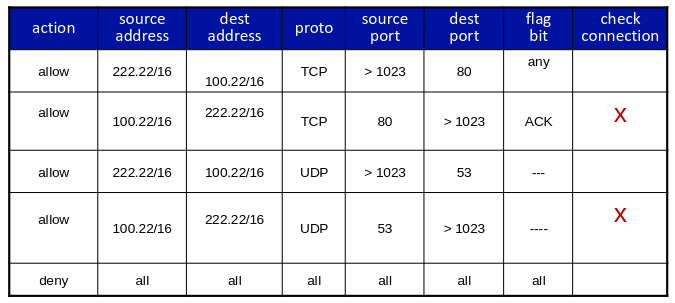 action source address dest address proto source port dest port flag bit check connection
allow 222.22/16 100.22/16 TCP > 1023 80 any
allow 100.22/16 222.22/16 TCP 80 > 1023 ACK x
allow 222.22/16 100.22/16 UDP > 1023 53 ---
allow 100.22/16 222.22/16 UDP 53 > 1023 ---- x
deny all all all all all all